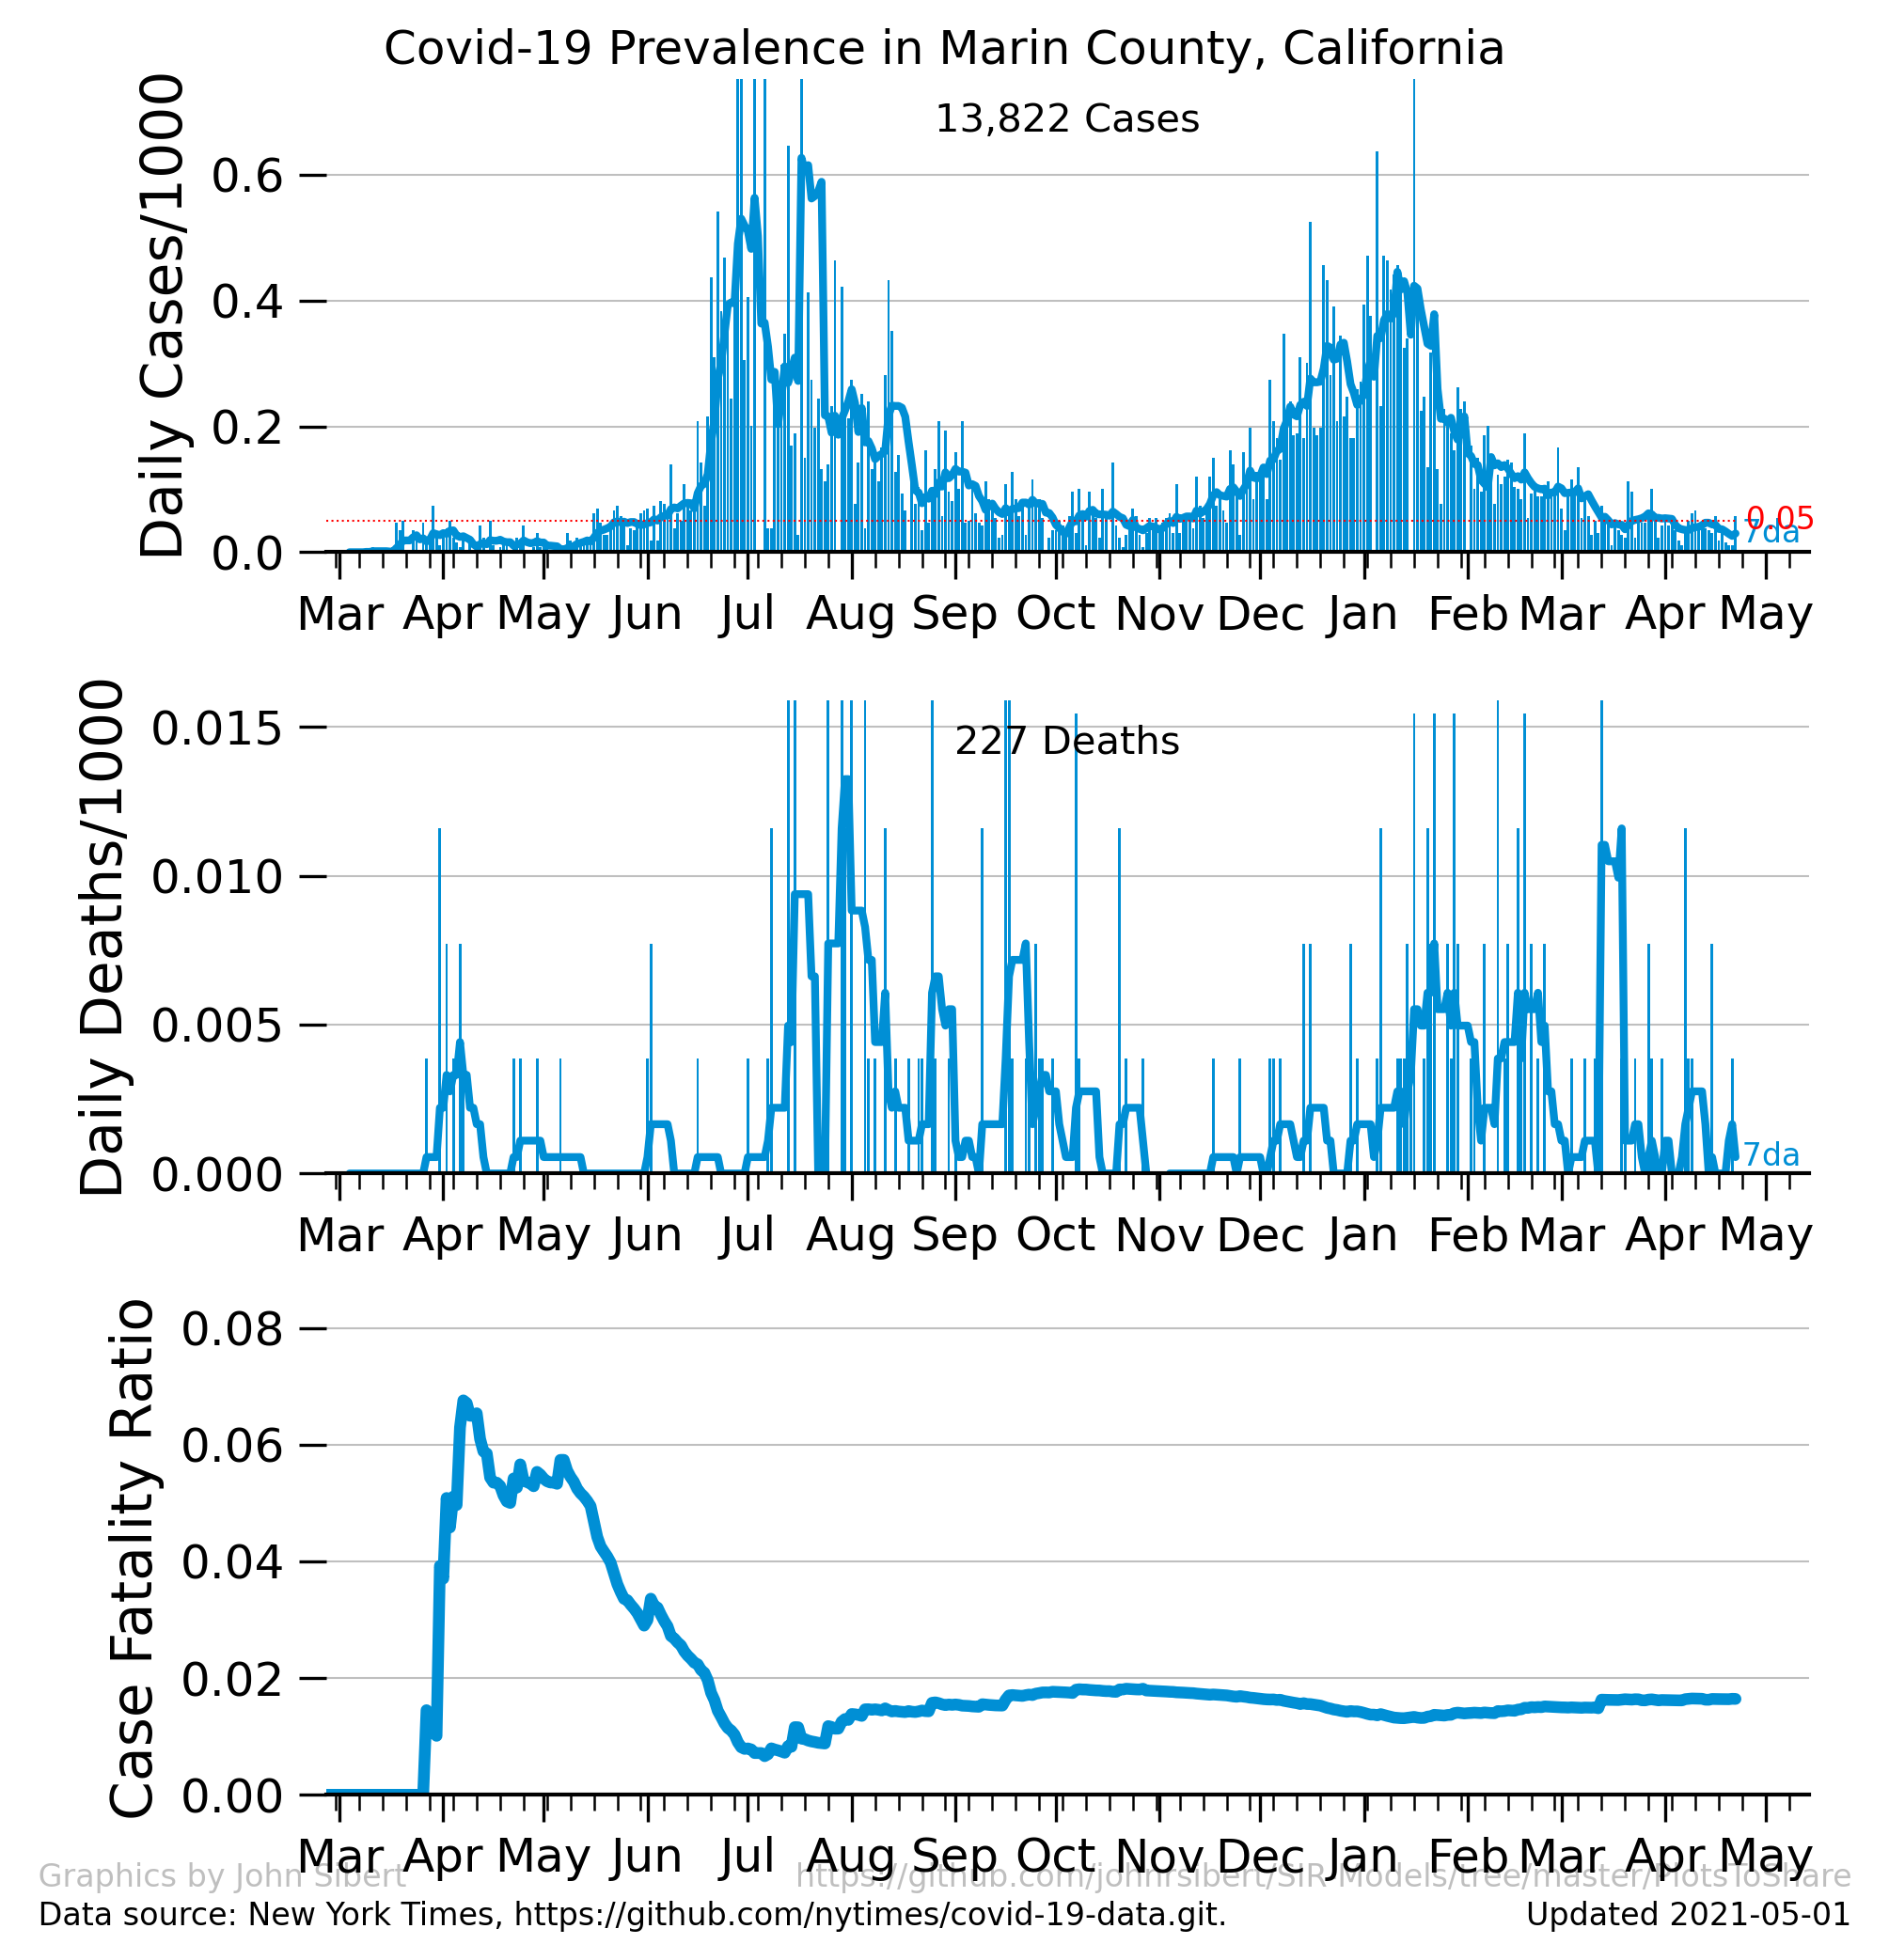 Covid-19 Prevalence in Marin County, California
Daily Cases/1000
13,822 Cases
0.6
0.4
0.2
0.0
0.05
7da
Mar Apr May Jun Jul Aug Sep Oct Nov Dec Jan Feb Mar Apr May
Daily Deaths/1000
227 Deaths
0.015
0.010
0.005
0.000
7da
Mar Apr May Jun Jul Aug Sep Oct Nov Dec Jan Feb Mar Apr May
Case Fatality Ratio
0.08
0.06
0.04
0.02
0.00
Mar Apr May Jun Jul Aug Sep Oct Nov Dec Jan Feb Mar Apr May
Graphics by John Sibert https://github.com/johnrsibert/SIR-Models/tree/master/PlotsToShare
Data source: New York Times, https://github.com/nytimes/covid-19-data.git. Updated 2021-05-01